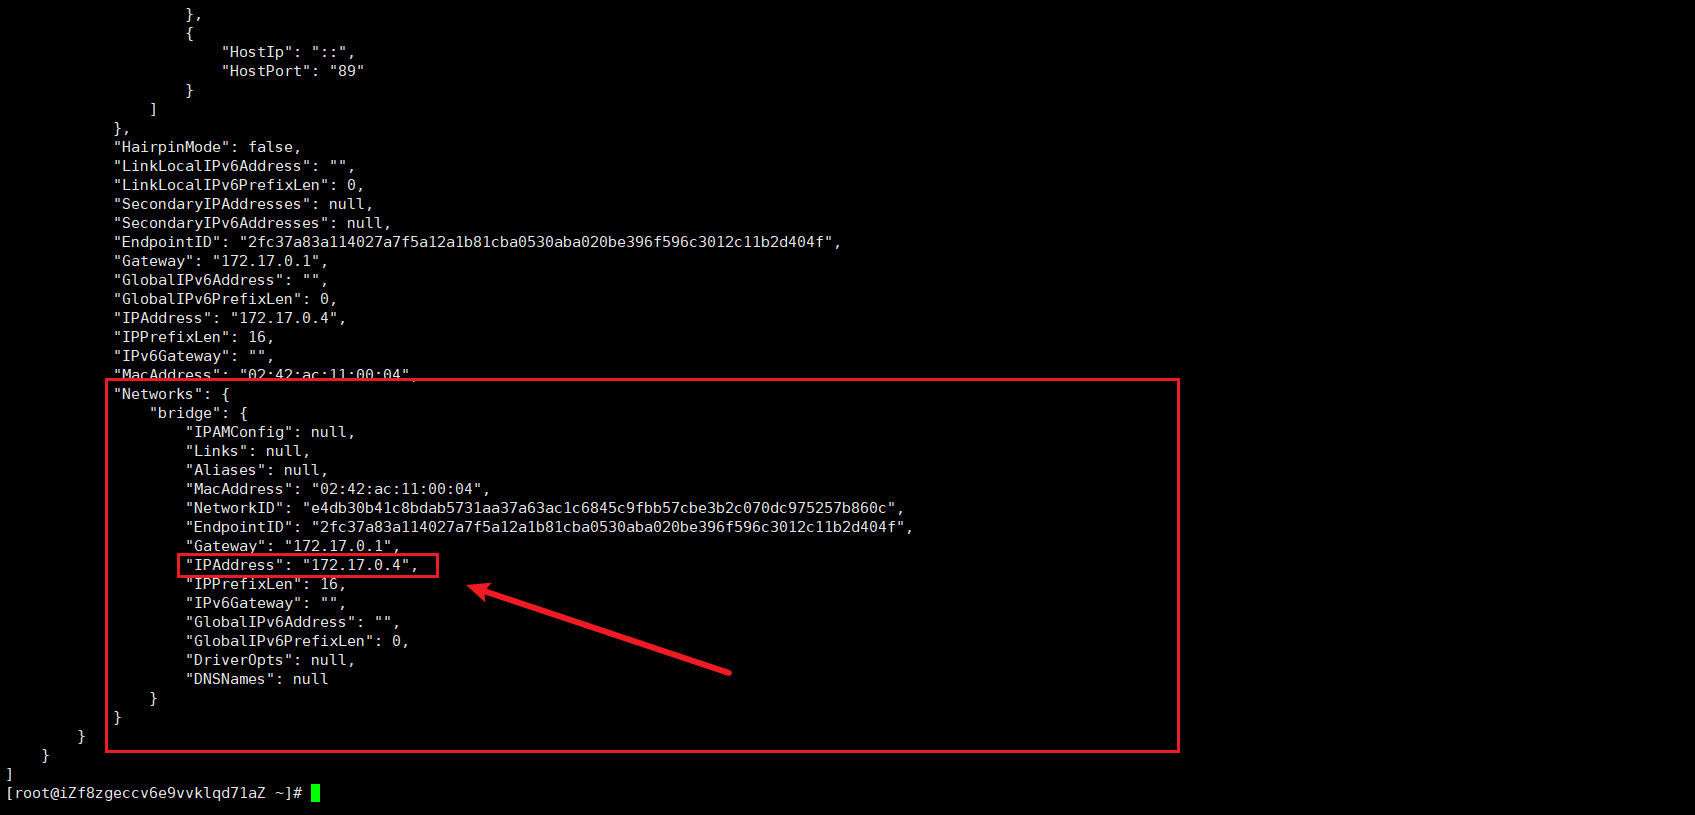 },
{
"HostIp": "::",
"HostPort": "89"
}
]
},
"HairpinMode": false,
"LinkLocalIPv6Address": "",
"LinkLocalIPv6PrefixLen": 0,
"SecondaryIPAddresses": null,
"SecondaryIPv6Addresses": null,
"EndpointID": "2fc37a83a114027a7f5a12a1b81cba0530aba020be396f596c3012c11b2d404f",
"Gateway": "172.17.0.1",
"GlobalIPv6Address": "",
"GlobalIPv6PrefixLen": 0,
"IPAddress": "172.17.0.4",
"IPPrefixLen": 16,
"IPv6Gateway": "",
"MacAddress": "02:42:ac:11:00:04",
"Networks": {
"bridge": {
"IPAMConfig": null,
"Links": null,
"Aliases": null,
"MacAddress": "02:42:ac:11:00:04",
"NetworkID": "e4db30b41c8bdab5731aa37a63ac1c6845c9fbb57cbe3b2c070dc975257b860c",
"EndpointID": "2fc37a83a114027a7f5a12a1b81cba0530aba020be396f596c3012c11b2d404f",
"Gateway": "172.17.0.1",
"IPAddress": "172.17.0.4",
"IPPrefixLen": 16,
"IPv6Gateway": "",
"GlobalIPv6Address": "",
"GlobalIPv6PrefixLen": 0,
"DriverOpts": null,
"DNSNames": null
}
}
}
}
]
[root@iZf8zgeccv6e9vvklqd71aZ ~]#